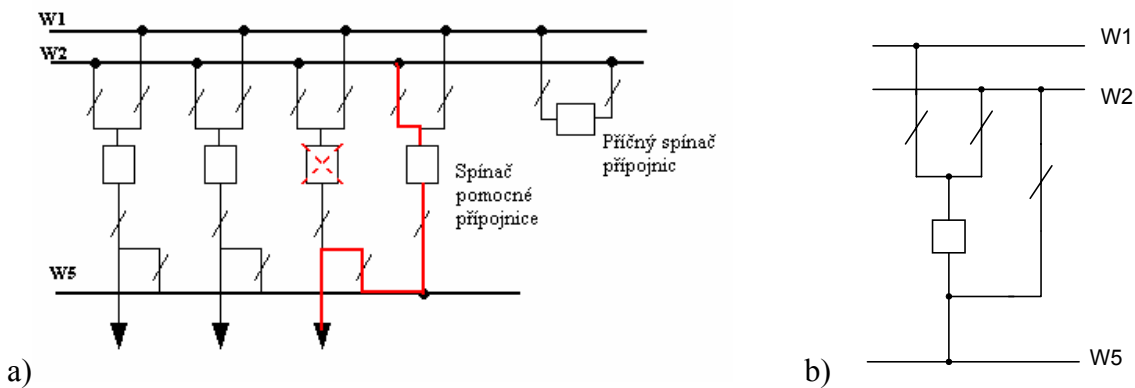 W1
W2
Příčný spínač
přípojnic
Spínač
pomocné
přípojnice
W5
a)
W1
W2
W5
b)